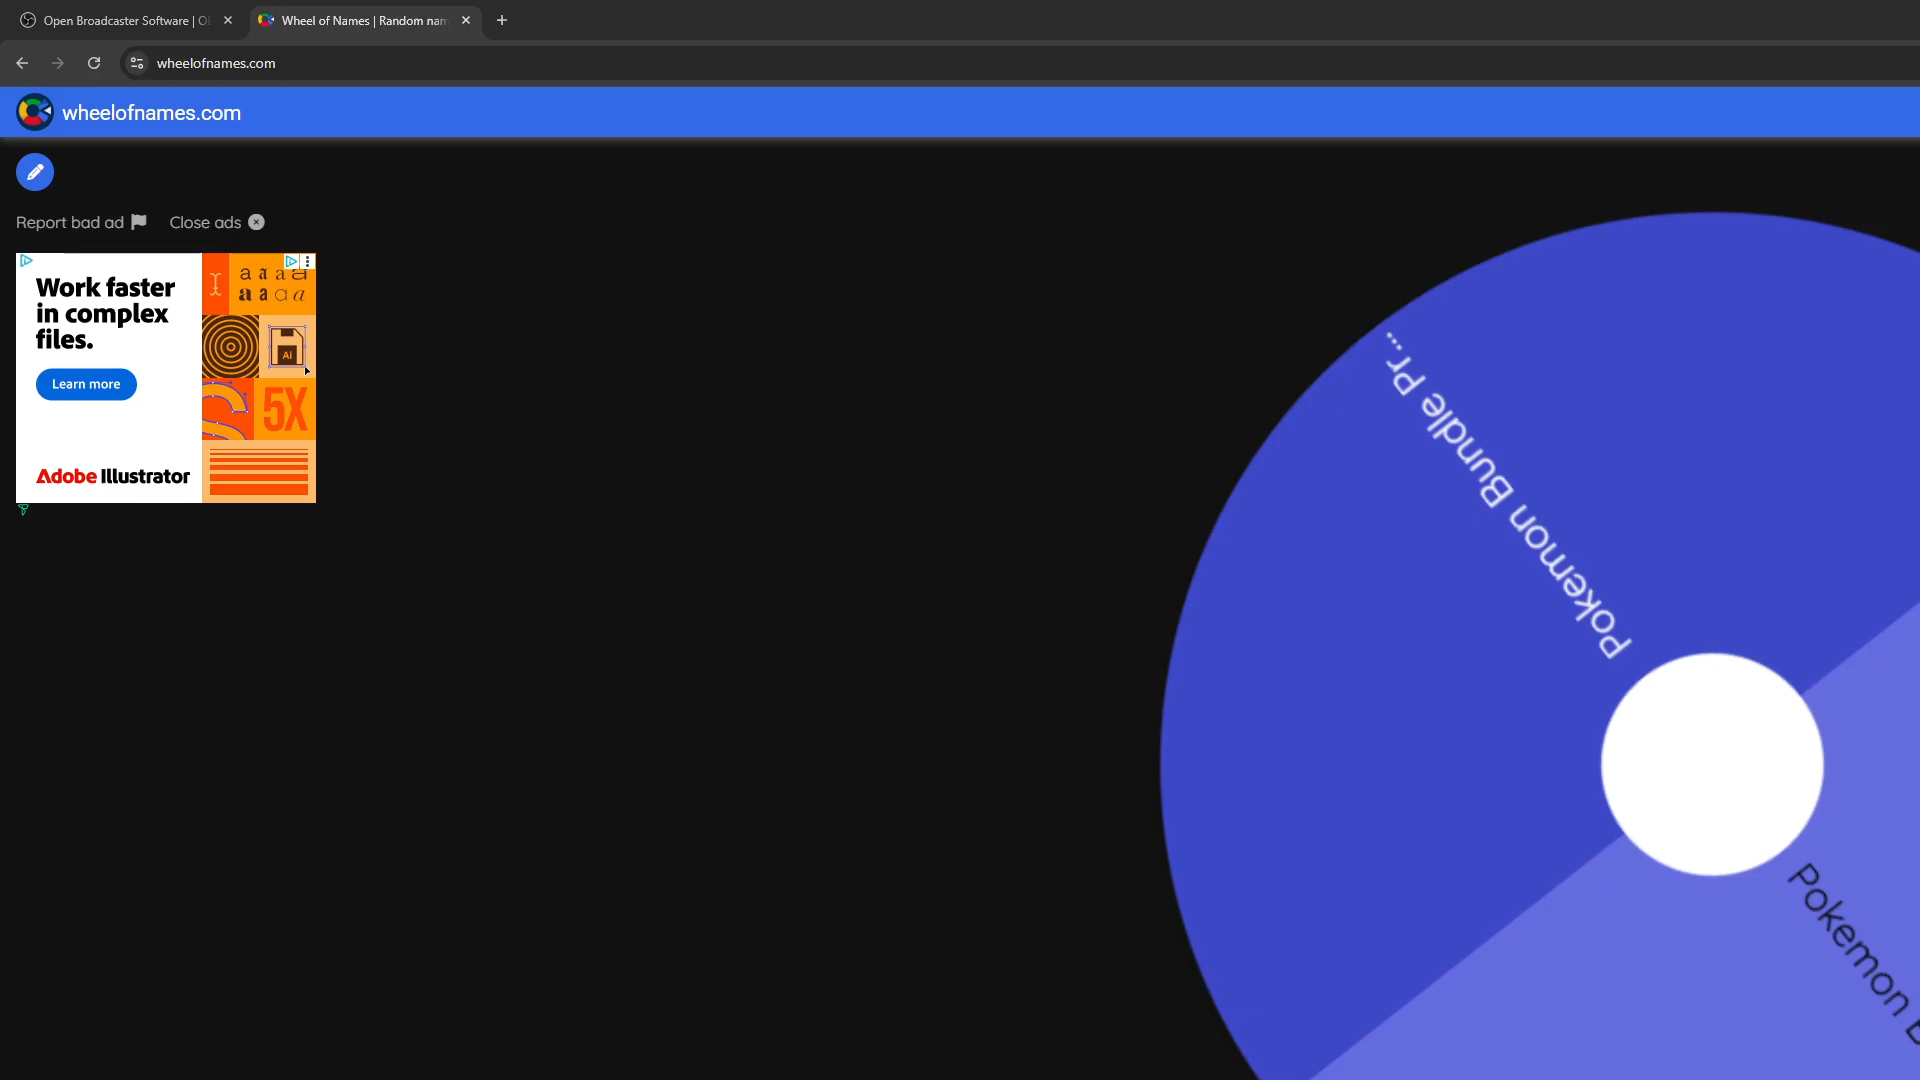 Open Broadcaster Software | O
Wheel of Names | Random nam
wheelofnames.com
wheelofnames.com
Report bad ad
Close ads
Work faster
in complex
files.
Learn more
Adobe Illustrator
a a a a
a a a a
Ai
5X
Pokemon Bundle Pr...
Pokemon B